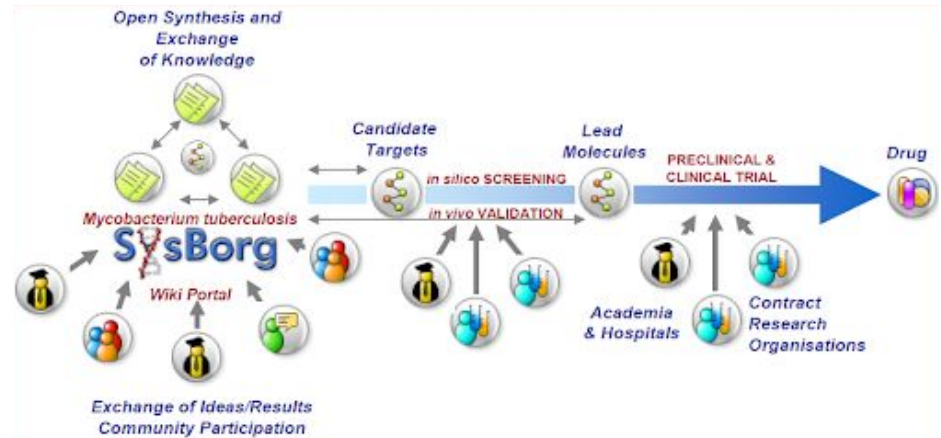 Open Synthesis and
Exchange
of Knowledge
Candidate
Targets
Lead
Molecules
PRECLINICAL &
CLINICAL TRIAL
Drug
in silico SCREENING
in vivo VALIDATION
Mycobacterium tuberculosis
SysBorg
Wiki Portal
Academia
& Hospitals
Contract
Research
Organisations
Exchange of Ideas/Results
Community Participation